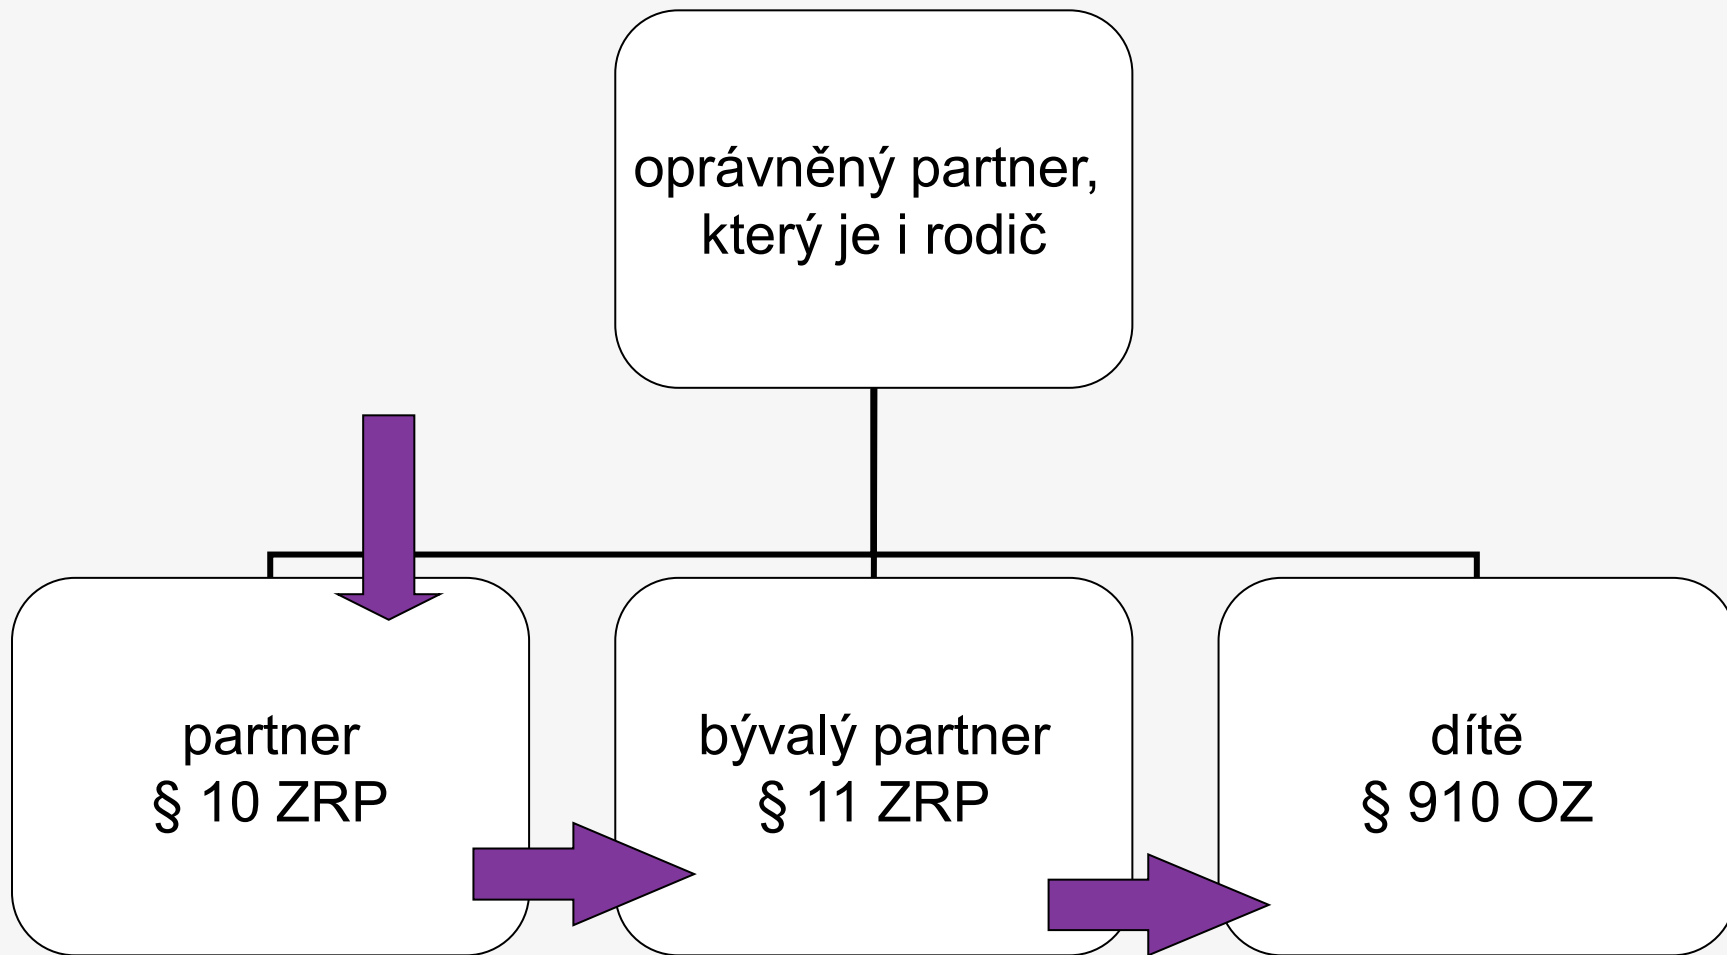 oprávněný partner,
který je i rodič
partner
§ 10 ZRP
bývalý partner
§ 11 ZRP
dítě
§ 910 OZ